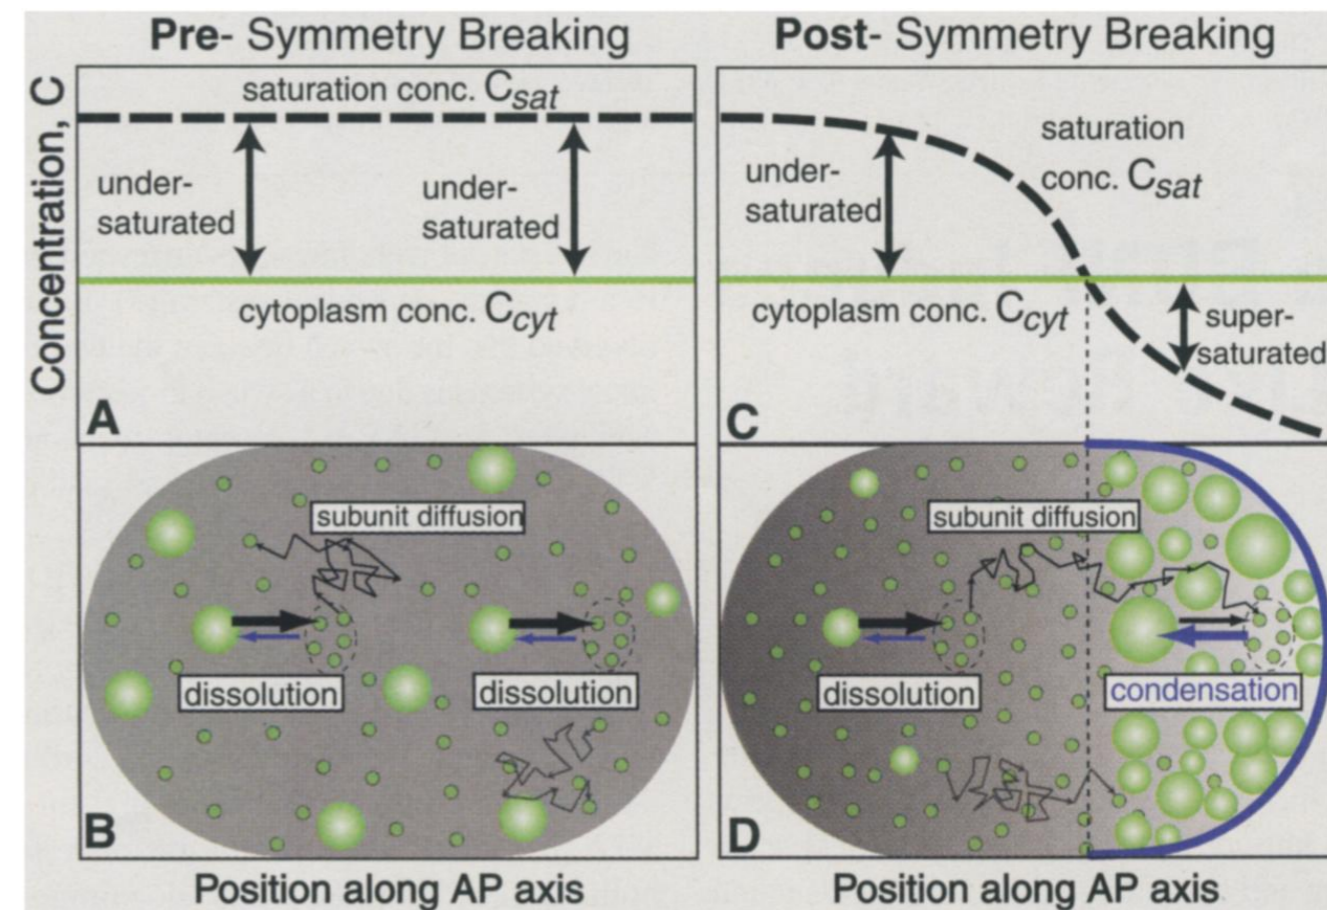 Pre- Symmetry Breaking
Post- Symmetry Breaking
Concentration, C
saturation conc. Csat
under-
saturated
under-
saturated
cytoplasm conc. Ccyt
A
saturation
conc. Csat
under-
saturated
cytoplasm conc. Ccyt
super-
saturated
C
subunit diffusion
dissolution
dissolution
B
subunit diffusion
dissolution
condensation
D
Position along AP axis
Position along AP axis